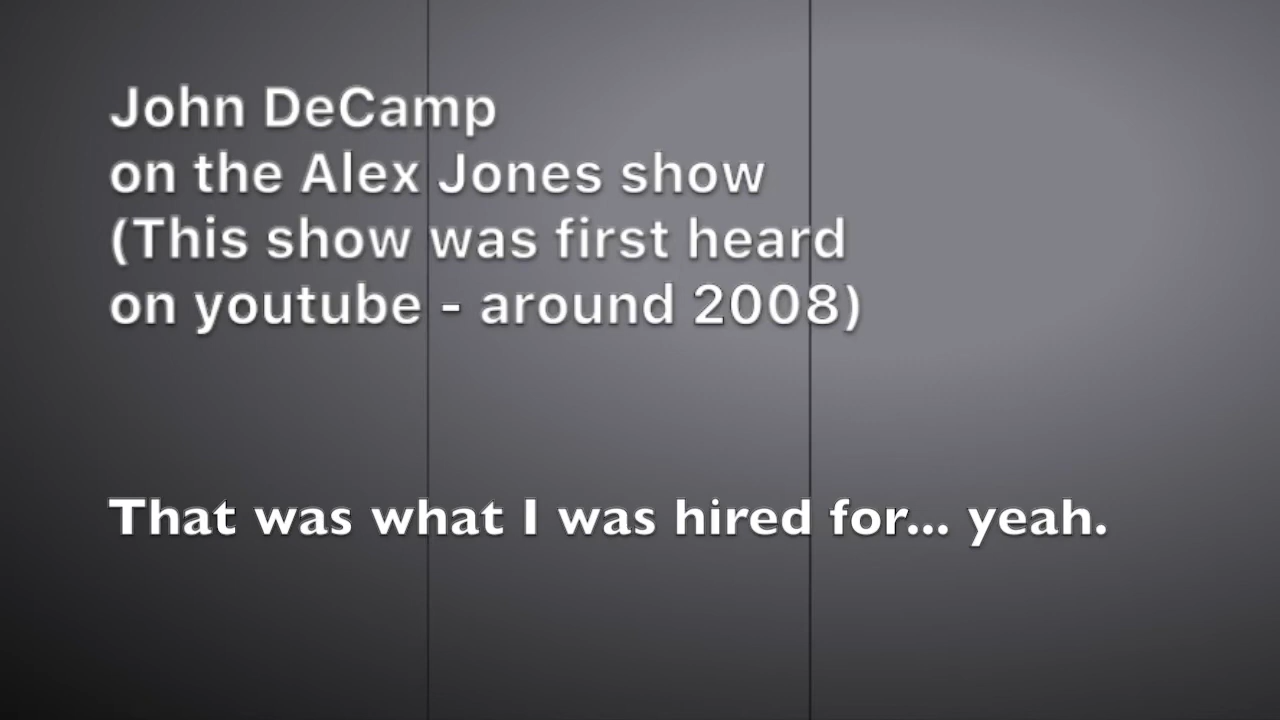 John DeCamp
on the Alex Jones show
(This show was first heard
on youtube - around 2008)
That was what I was hired for... yeah.